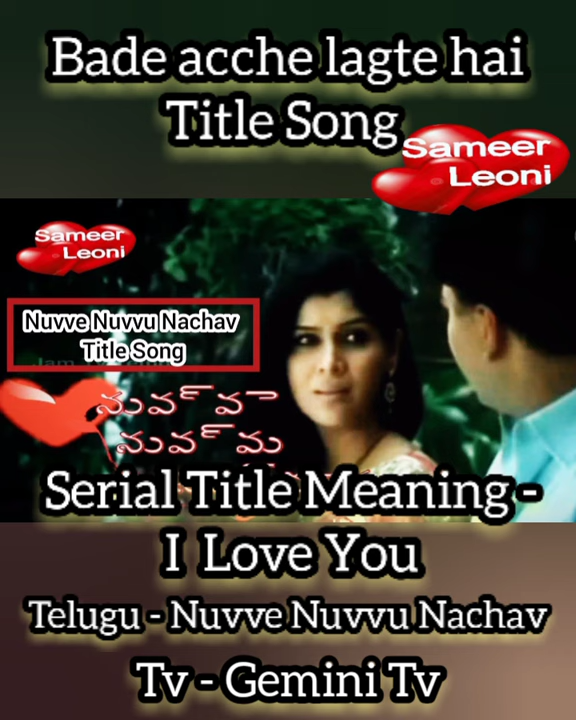 Bade acche lagte hai
Title Song
Sameer
Leoni
Sameer
Leoni
Nuvve Nuvvu Nachav
Title Song
నువ్ వా
నువ్ మ
Serial Title Meaning -
I Love You
Telugu - Nuvve Nuvvu Nachav
Tv - Gemini Tv